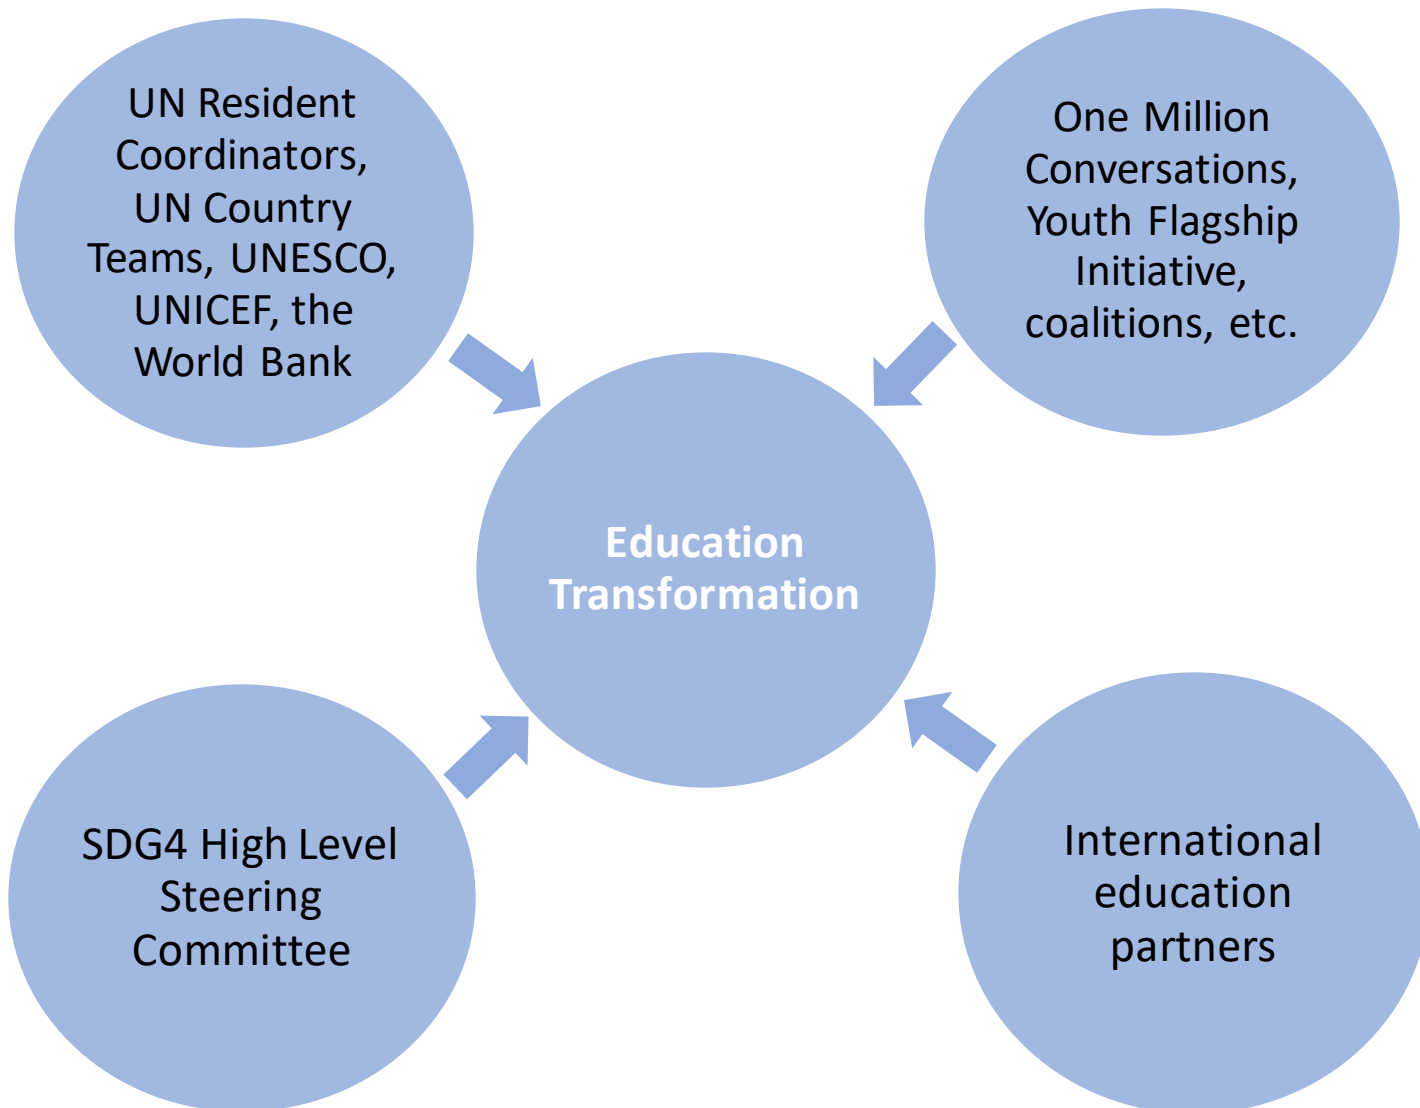 UN Resident
Coordinators,
UN Country
Teams, UNESCO,
UNICEF, the
World Bank
One Million
Conversations,
Youth Flagship
Initiative,
coalitions, etc.
Education
Transformation
SDG4 High Level
Steering
Committee
International
education
partners